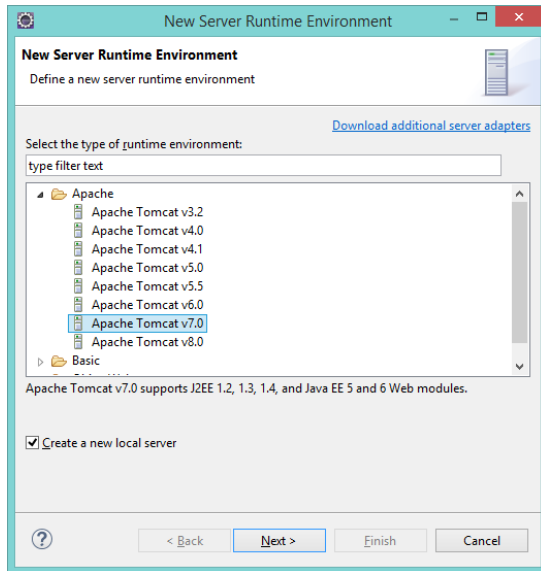 New Server Runtime Environment
New Server Runtime Environment
Define a new server runtime environment
Download additional server adapters
Select the type of runtime environment:
type filter text
Apache
Apache Tomcat v3.2
Apache Tomcat v4.0
Apache Tomcat v4.1
Apache Tomcat v5.0
Apache Tomcat v5.5
Apache Tomcat v6.0
Apache Tomcat v7.0
Apache Tomcat v8.0
Basic
Apache Tomcat v7.0 supports J2EE 1.2, 1.3, 1.4, and Java EE 5 and 6 Web modules.
Create a new local server
? < Back Next > Finish Cancel